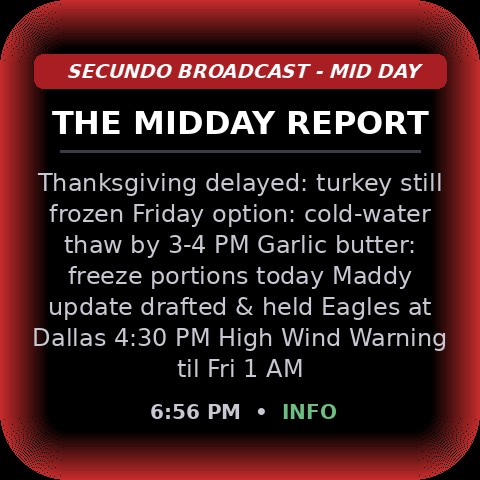 SECUNDO BROADCAST - MID DAY
THE MIDDAY REPORT
Thanksgiving delayed: turkey still
frozen Friday option: cold-water
thaw by 3-4 PM Garlic butter:
freeze portions today Maddy
update drafted & held Eagles at
Dallas 4:30 PM High Wind Warning
til Fri 1 AM
6:56 PM • INFO